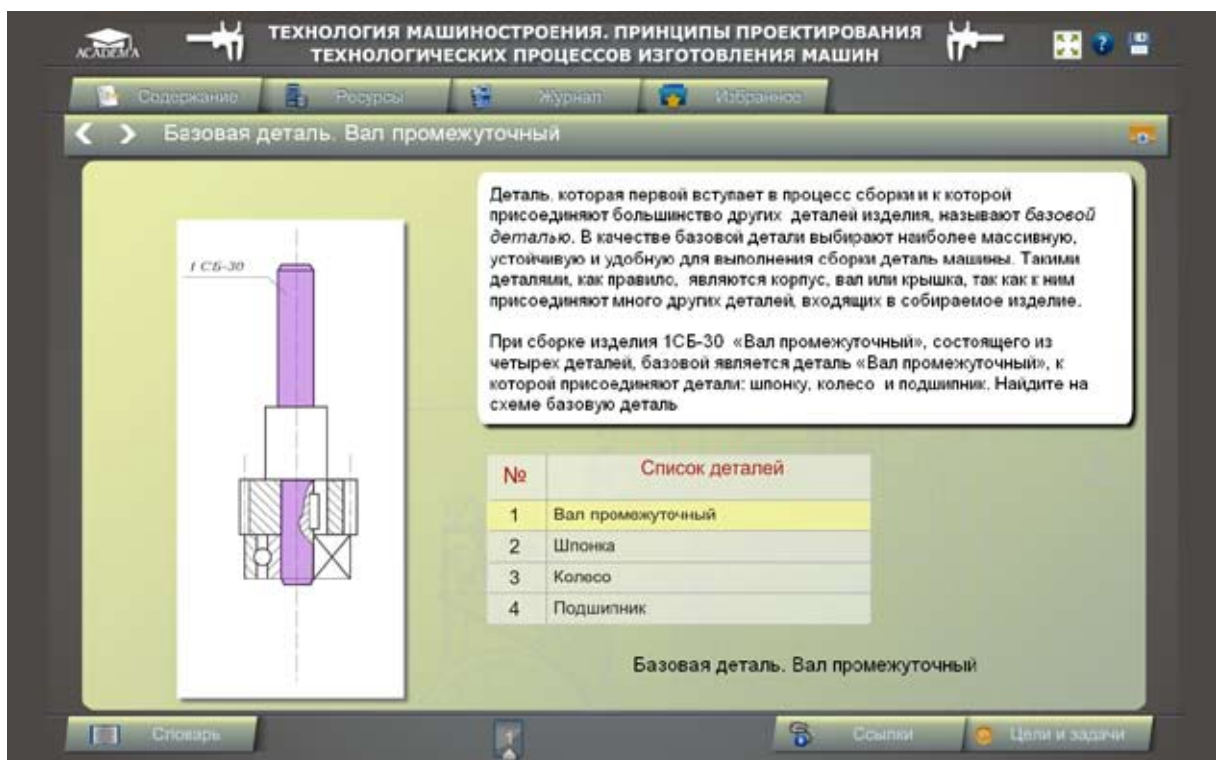 ACADEMA
ТЕХНОЛОГИЯ МАШИНОСТРОЕНИЯ. ПРИНЦИПЫ ПРОЕКТИРОВАНИЯ
ТЕХНОЛОГИЧЕСКИХ ПРОЦЕССОВ ИЗГОТОВЛЕНИЯ МАШИН
Содержание Ресурсы Журнал Избранное
Базовая деталь. Вал промежуточный
Деталь, которая первой вступает в процесс сборки и к которой
присоединяют большинство других деталей изделия, называют базовой
деталью. В качестве базовой детали выбирают наиболее массивную,
устойчивую и удобную для выполнения сборки деталь машины. Такими
деталями, как правило, являются корпус, вал или крышка, так как к ним
присоединяют много других деталей, входящих в собираемое изделие.
При сборке изделия 1СБ-30 «Вал промежуточный», состоящего из
четырех деталей, базовой является деталь «Вал промежуточный», к
которой присоединяют детали: шпонку, колесо и подшипник. Найдите на
схеме базовую деталь
1 СБ-30
№ Список деталей
1 Вал промежуточный
2 Шпонка
3 Колесо
4 Подшипник
Базовая деталь. Вал промежуточный
Словарь Ссылки Цели и задачи